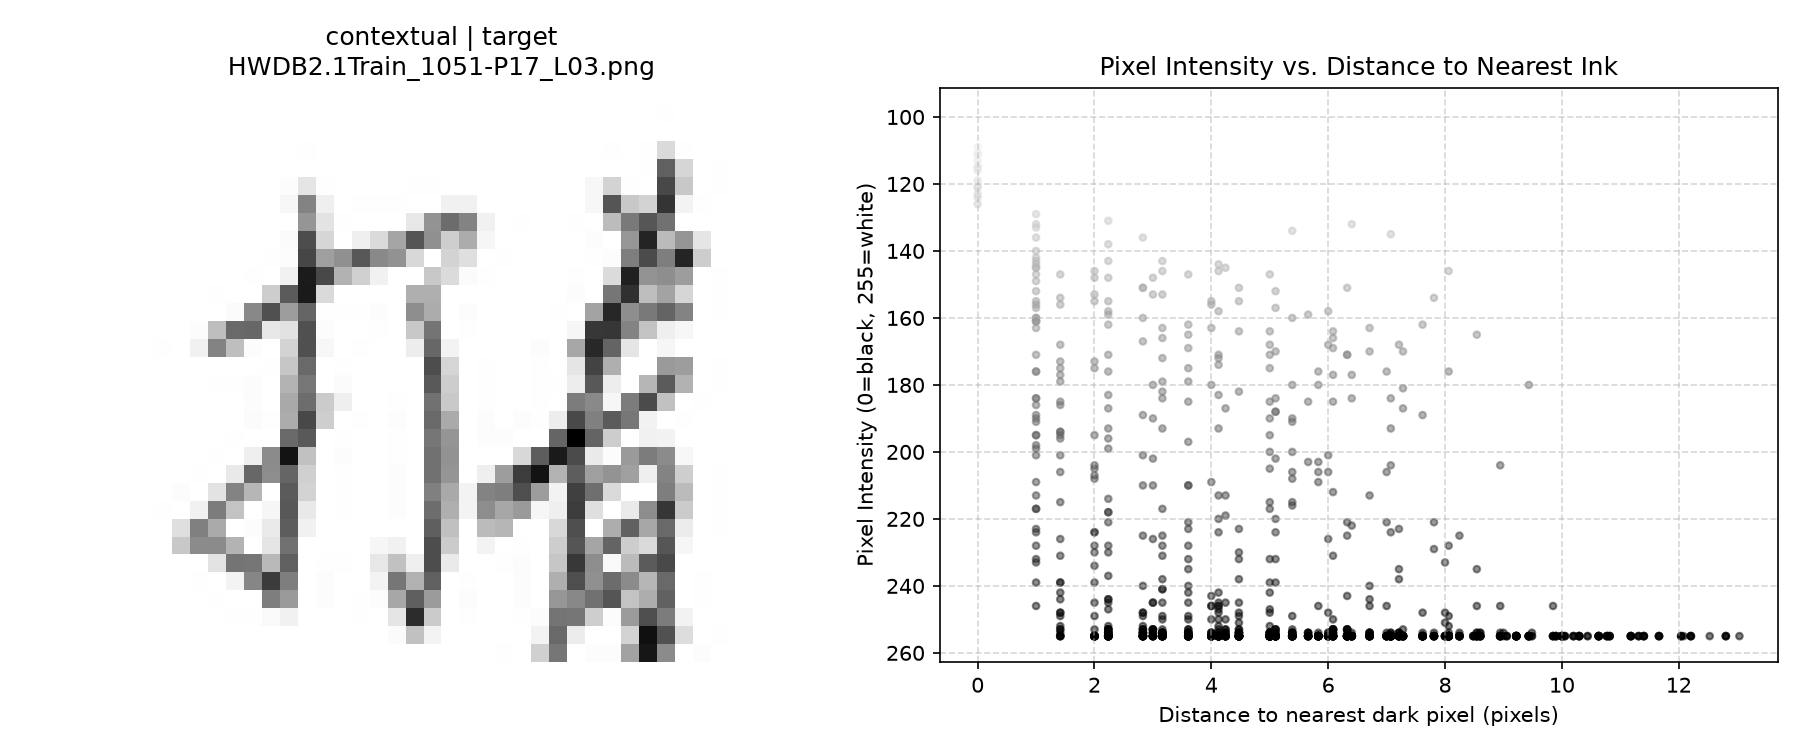 contextual | target
HWDB2.1Train_1051-P17_L03.png
Pixel Intensity vs. Distance to Nearest Ink
Pixel Intensity (0=black, 255=white)
100
120
140
160
180
200
220
240
260
0 2 4 6 8 10 12
Distance to nearest dark pixel (pixels)